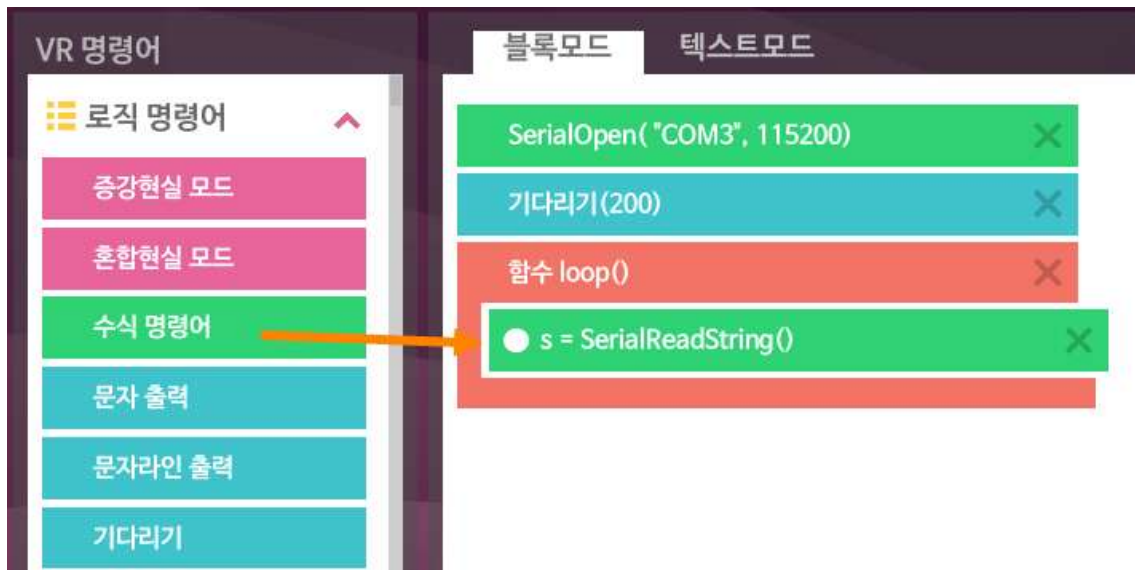 VR 명령어
로직 명령어
증강현실 모드
혼합현실 모드
수식 명령어
문자 출력
문자라인 출력
기다리기
블록모드
텍스트모드
SerialOpen( "COM3", 115200)
기다리기(200)
함수 loop()
s = SerialReadString()